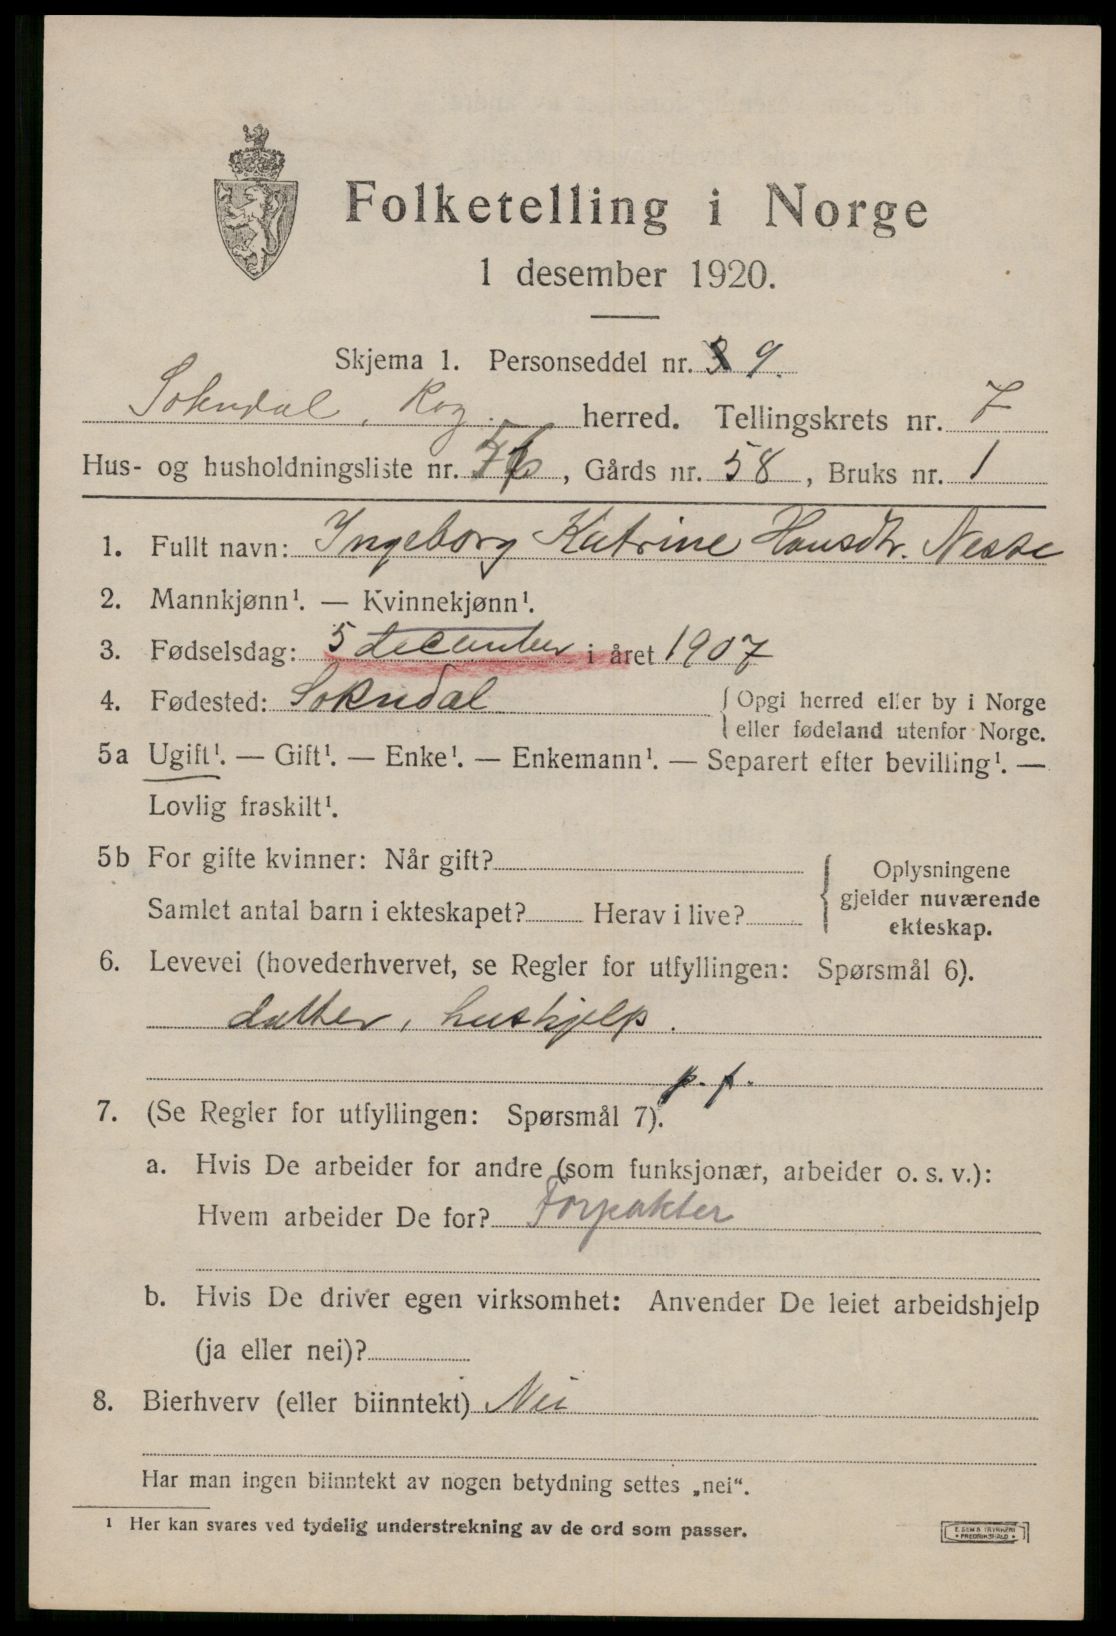 Folketelling i Norge
1 desember 1920.
Skjema 1. Personseddel nr. 9.
Sokndal, Rog. herred. Tellingskrets nr. 7
Hus- og husholdningsliste nr. , Gårds nr. 58, Bruks nr. 1
1. Fullt navn: Ingeborg Katrine Hansdtr. Neste
2. Mannkjønn¹. — Kvinnekjønn¹.
3. Fødselsdag: 5 december i året 1907
4. Fødested: Sokndal { Opgi herred eller by i Norge
eller fødeland utenfor Norge.
5a Ugift¹. — Gift¹. — Enke¹. — Enkemann¹. — Separert efter bevilling¹. —
Lovlig fraskilt¹.
5b For gifte kvinner: Når gift?
Samlet antal barn i ekteskapet? Herav i live?
{ Oplysningene
gjelder nuværende
ekteskap.
6. Levevei (hovederhvervet, se Regler for utfyllingen: Spørsmål 6).
datter, hushjelp.
p. f.
7. (Se Regler for utfyllingen: Spørsmål 7).
a. Hvis De arbeider for andre (som funksjonær, arbeider o. s. v.):
Hvem arbeider De for? Forpakter
b. Hvis De driver egen virksomhet: Anvender De leiet arbeidshjelp
(ja eller nei)?
8. Bierhverv (eller biinntekt) Nei
Har man ingen biinntekt av nogen betydning settes „nei“.
¹ Her kan svares ved tydelig understrekning av de ord som passer.
E. SEMS TRYKKERI
• FREDRIKSHALD •